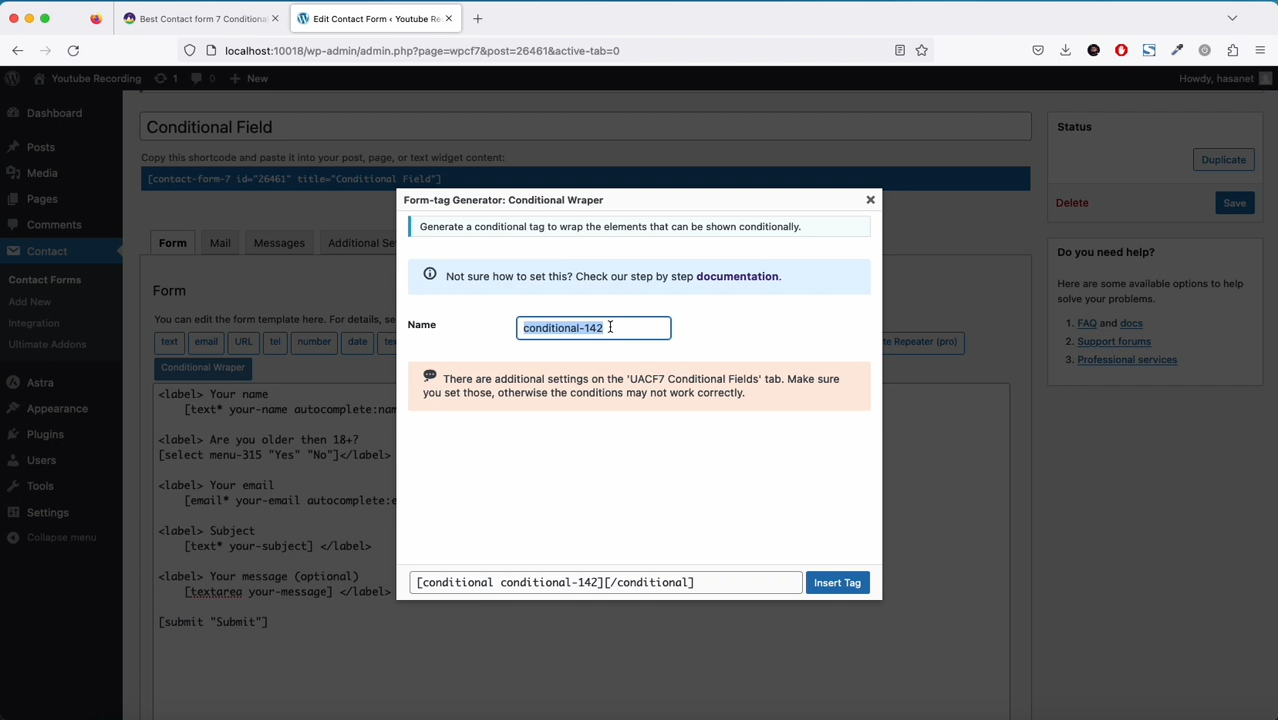 Best Contact form 7 Conditional
Edit Contact Form ‹ Youtube Re
localhost:10018/wp-admin/admin.php?page=wpcf7&post=26461&active-tab=0
Youtube Recording 1 0 New Howdy, hasanet
Dashboard
Posts
Media
Pages
Comments
Contact
Contact Forms
Add New
Integration
Ultimate Addons
Astra
Appearance
Plugins
Users
Tools
Settings
Collapse menu
Conditional Field
Copy this shortcode and paste it into your post, page, or text widget content:
[contact-form-7 id="26461" title="Conditional Field"]
Form Mail Messages Additional Se
Form
You can edit the form template here. For details, se
text email URL tel number date te
te Repeater (pro)
Conditional Wraper
<label> Your name
[text* your-name autocomplete:nam
<label> Are you older then 18+?
[select menu-315 "Yes" "No"]</label>
<label> Your email
[email* your-email autocomplete:e
<label> Subject
[text* your-subject] </label>
<label> Your message (optional)
[textarea your-message] </label>
[submit "Submit"]
Form-tag Generator: Conditional Wraper
Generate a conditional tag to wrap the elements that can be shown conditionally.
Not sure how to set this? Check our step by step documentation.
Name conditional-142
There are additional settings on the 'UACF7 Conditional Fields' tab. Make sure
you set those, otherwise the conditions may not work correctly.
[conditional conditional-142][/conditional] Insert Tag
Status
Duplicate
Delete Save
Do you need help?
Here are some available options to help
solve your problems.
1. FAQ and docs
2. Support forums
3. Professional services